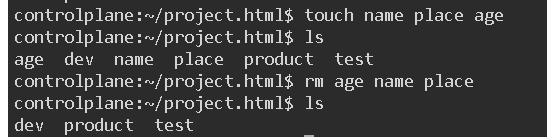 controlplane:~/project.html$ touch name place age
controlplane:~/project.html$ ls
age  dev  name  place  product  test
controlplane:~/project.html$ rm age name place
controlplane:~/project.html$ ls
dev  product  test